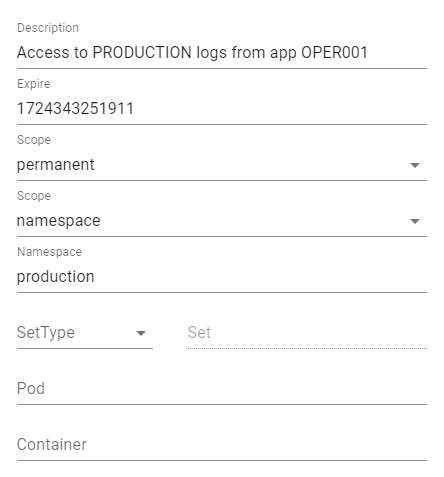 Description
Access to PRODUCTION logs from app OPER001
Expire
1724343251911
Scope
permanent
Scope
namespace
Namespace
production
SetType Set
Pod
Container